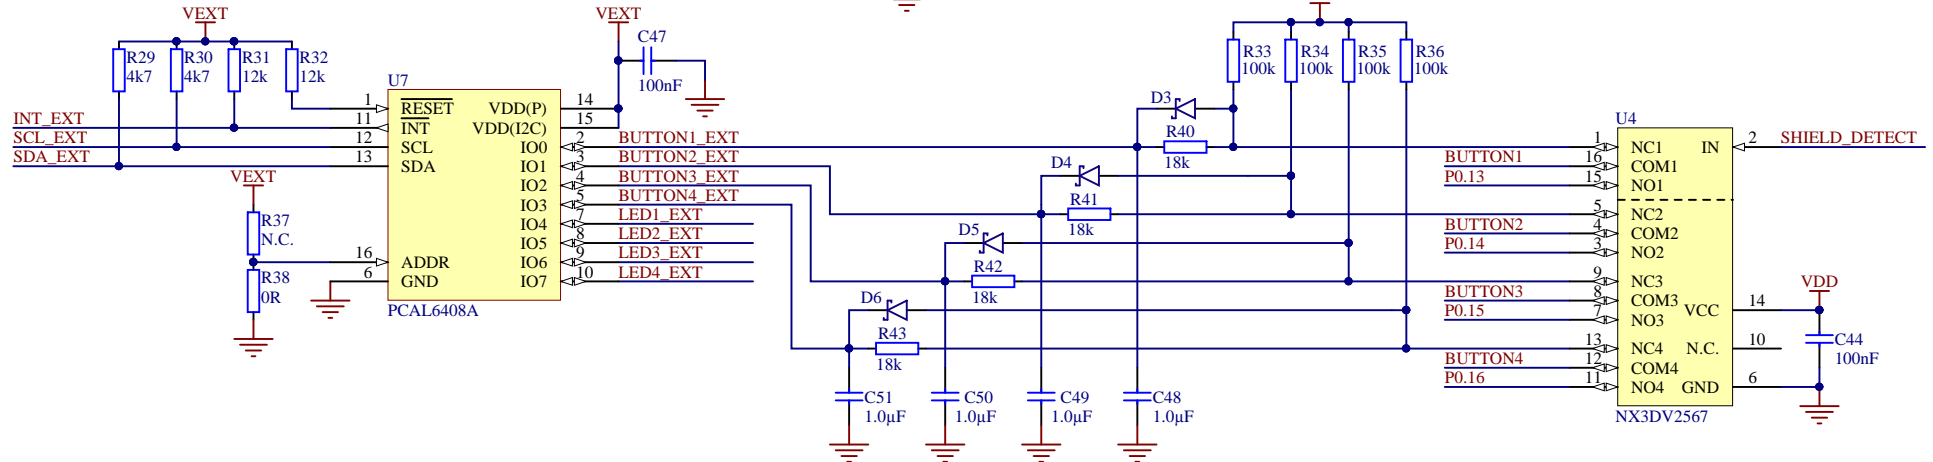 VEXT
R29
4k7
R30
4k7
R31
12k
R32
12k
INT_EXT
SCL_EXT
SDA_EXT
1
11
12
13
VEXT
R37
N.C.
R38
0R
16
6
U7
RESET
INT
SCL
SDA
ADDR
GND
VDD(P)
VDD(I2C)
IO0
IO1
IO2
IO3
IO4
IO5
IO6
IO7
PCAL6408A
VEXT
C47
100nF
14
15
2 BUTTON1_EXT
3 BUTTON2_EXT
4 BUTTON3_EXT
5 BUTTON4_EXT
7 LED1_EXT
8 LED2_EXT
9 LED3_EXT
10 LED4_EXT
R33
100k
R34
100k
R35
100k
R36
100k
D3
R40
18k
D4
R41
18k
D5
R42
18k
D6
R43
18k
C51
1.0µF
C50
1.0µF
C49
1.0µF
C48
1.0µF
U4
1 NC1
BUTTON1 16 COM1
P0.13 15 NO1
5 NC2
BUTTON2 4 COM2
P0.14 3 NO2
9 NC3
BUTTON3 8 COM3
P0.15 7 NO3
13 NC4
BUTTON4 12 COM4
P0.16 11 NO4
IN 2 SHIELD_DETECT
VCC 14
N.C. 10
GND 6
NX3DV2567
VDD
C44
100nF